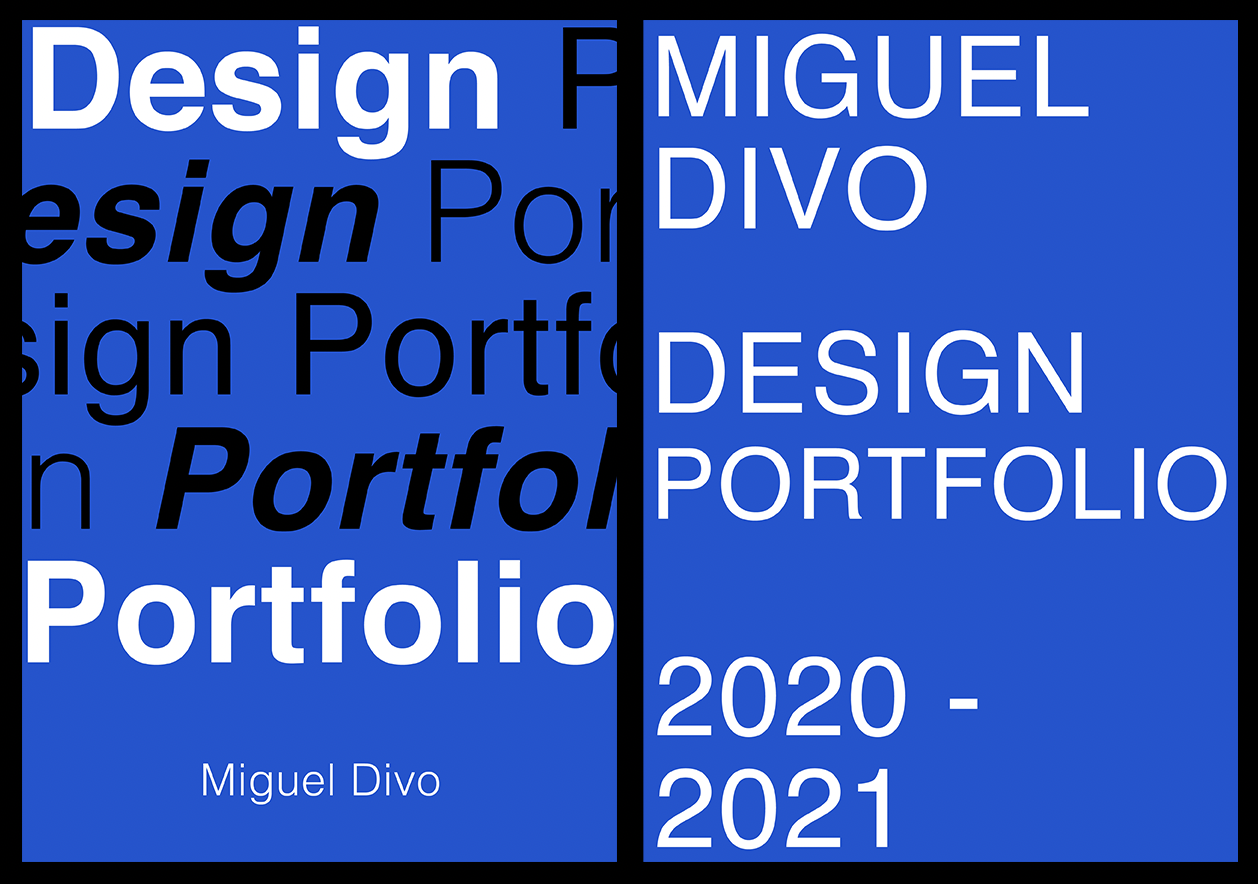 Design P
esign Por
sign Portfo
n Portfol
Portfolio
Miguel Divo
MIGUEL
DIVO
DESIGN
PORTFOLIO
2020 -
2021